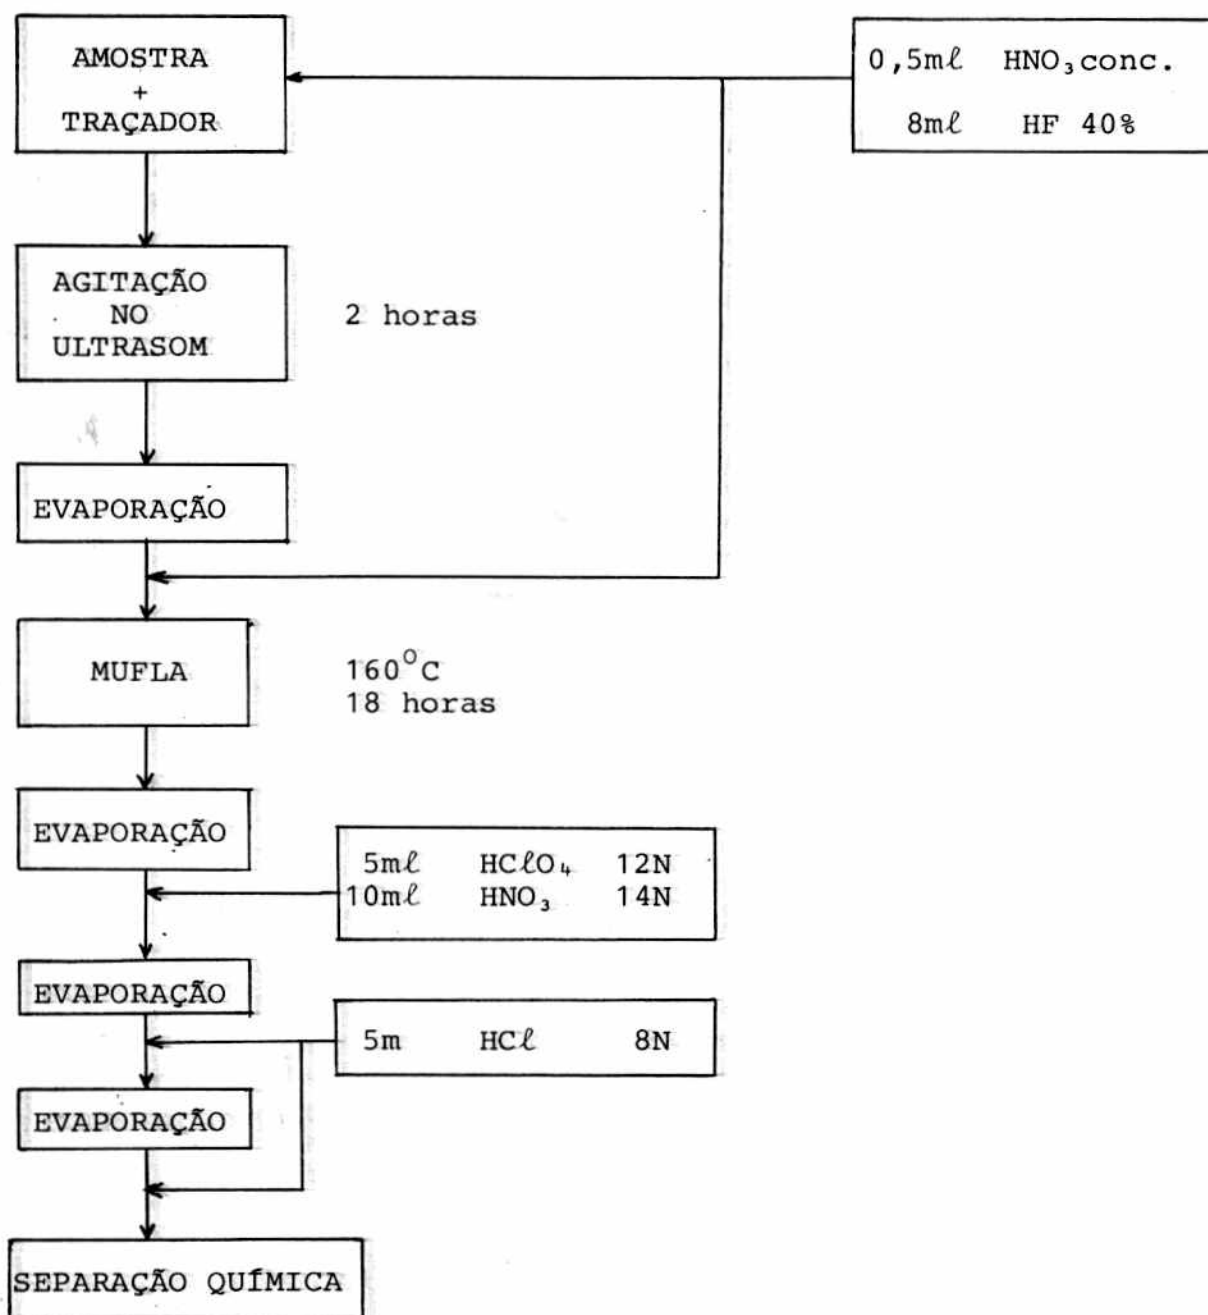 AMOSTRA
+
TRAÇADOR
0,5mℓ HNO₃conc.
8mℓ HF 40%
AGITAÇÃO
NO
ULTRASOM
2 horas
EVAPORAÇÃO
MUFLA
160°C
18 horas
EVAPORAÇÃO
5mℓ HCℓO₄ 12N
10mℓ HNO₃ 14N
EVAPORAÇÃO
5m HCℓ 8N
EVAPORAÇÃO
SEPARAÇÃO QUÍMICA